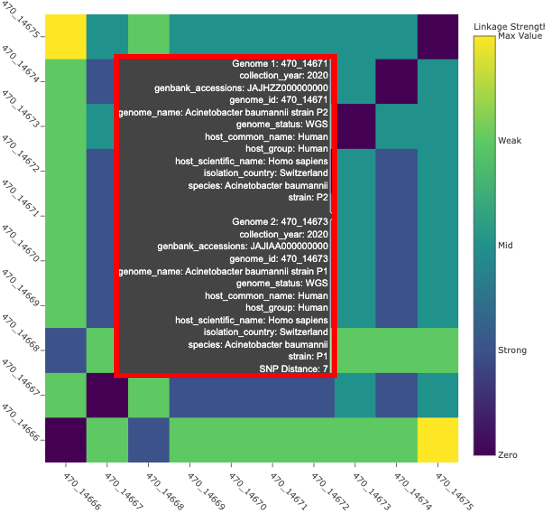 Linkage Strength
Max Value
Weak
Mid
Strong
Zero
470_14675
470_14674
470_14673
470_14672
470_14671
470_14670
470_14669
470_14668
470_14667
470_14666
Genome 1: 470_14671
collection_year: 2020
genbank_accessions: JAJHZZ000000000
genome_id: 470_14671
genome_name: Acinetobacter baumannii strain P2
genome_status: WGS
host_common_name: Human
host_group: Human
host_scientific_name: Homo sapiens
isolation_country: Switzerland
species: Acinetobacter baumannii
strain: P2
Genome 2: 470_14673
collection_year: 2020
genbank_accessions: JAJIAA000000000
genome_id: 470_14673
genome_name: Acinetobacter baumannii strain P1
genome_status: WGS
host_common_name: Human
host_group: Human
host_scientific_name: Homo sapiens
isolation_country: Switzerland
species: Acinetobacter baumannii
strain: P1
SNP Distance: 7
470_14666
470_14667
470_14668
470_14669
470_14670
470_14671
470_14672
470_14673
470_14674
470_14675